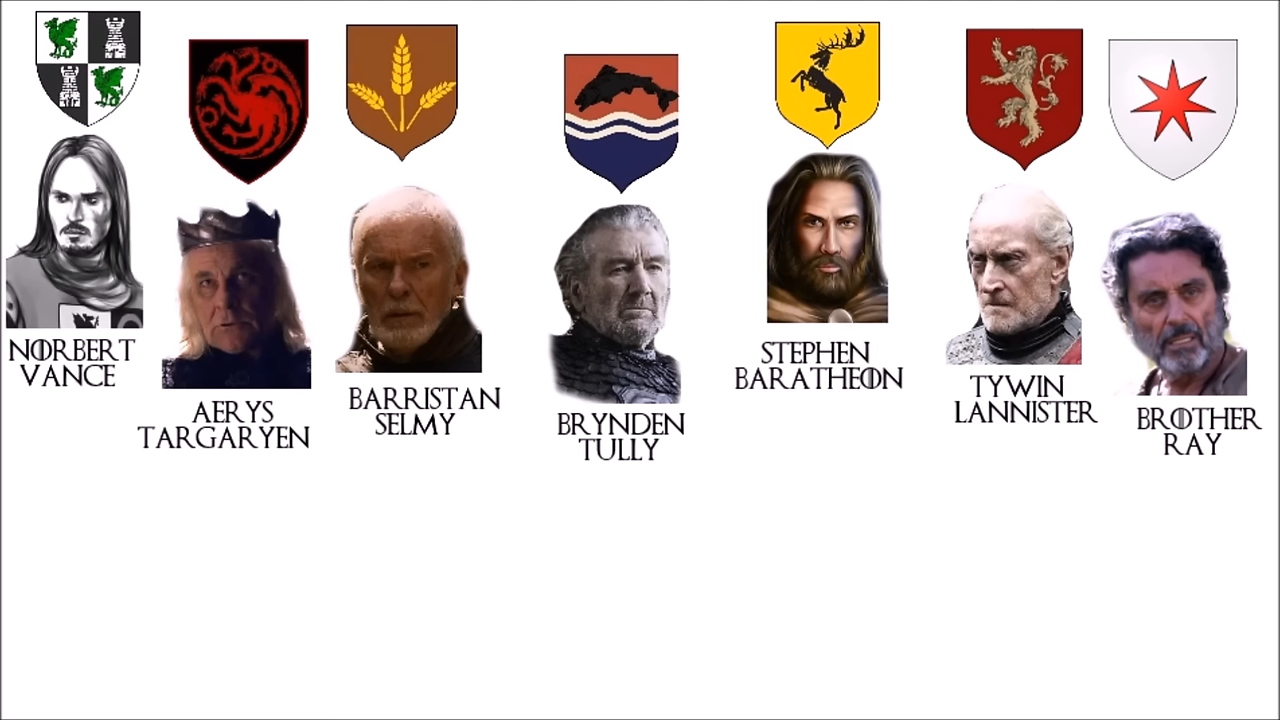 NORBERT
VANCE
AERYS
TARGARYEN
BARRISTAN
SELMY
BRYNDEN
TULLY
STEPHEN
BARATHEON
TYWIN
LANNISTER
BROTHER
RAY